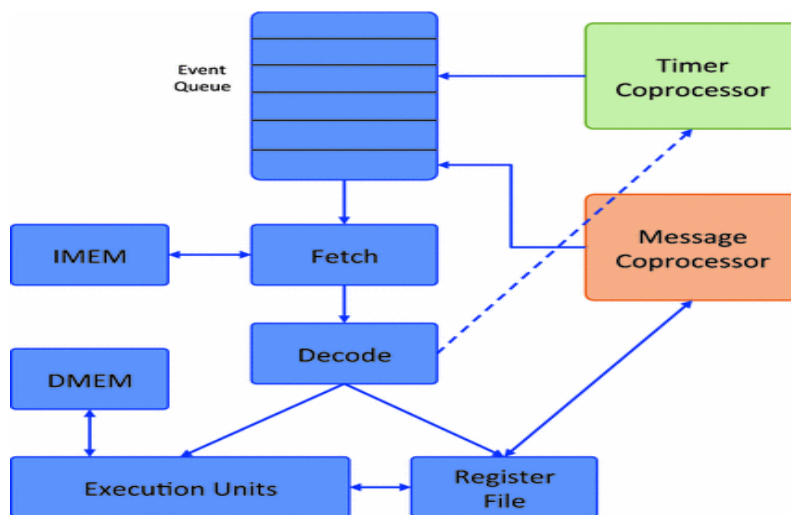 Event
Queue
Timer
Coprocessor
IMEM
Fetch
Message
Coprocessor
Decode
DMEM
Execution Units
Register
File